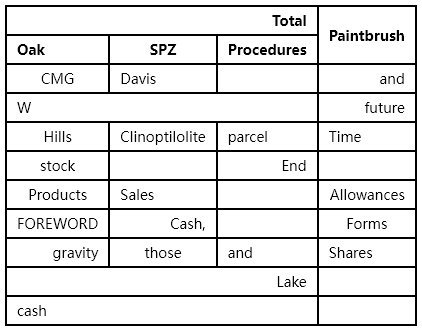 Total Paintbrush
Oak SPZ Procedures
CMG Davis and
W future
Hills Clinoptilolite parcel Time
stock End
Products Sales Allowances
FOREWORD Cash, Forms
gravity those and Shares
Lake
cash